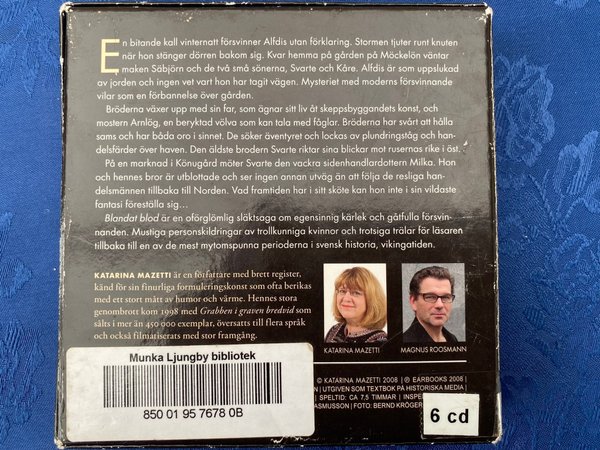 En bitande kall vinternatt försvinner Alfdis utan förklaring. Stormen tjuter runt knuten
när hon stänger dörren bakom sig. Kvar hemma på gården på Möckelön väntar
maken Säbjörn och de två små sönerna, Svarte och Kåre. Alfdis är som uppslukad
av jorden och ingen vet vart hon har tagit vägen. Mysteriet med moderns försvinnande
vilar som en förbannelse över gården.
Bröderna växer upp med sin far, som ägnar sitt liv åt skeppsbyggandets konst, och
mostern Arnlög, en beryktad völva som kan tala med fåglar. Bröderna har svårt att hålla
sams och har båda oro i sinnet. De söker äventyret och lockas av plundringståg och han-
delsfärder över haven. Den äldste brodern Svarte riktar sina blickar mot rusernas rike i öst.
På en marknad i Könugård möter Svarte den vackra sidenhandlardottern Milka. Hon
och hennes bror är utblottade och ser ingen annan utväg än att följa de resliga han-
delsmännen tillbaka till Norden. Vad framtiden har i sitt sköte kan hon inte i sin vildaste
fantasi föreställa sig...
Blandat blod är en oförglömlig släktsaga om egensinnig kärlek och gåtfulla försvin-
nanden. Mustiga personskildringar av trollkunniga kvinnor och trotsiga trälar för läsaren
tillbaka till en av de mest mytomspunna perioderna i svensk historia, vikingatiden.
KATARINA MAZETTI är en författare med brett register,
känd för sin finurliga formuleringskonst som ofta berikas
med ett stort mått av humor och värme. Hennes stora
genombrott kom 1998 med Grabben i graven bredvid som
sålts i mer än 450 000 exemplar, översatts till flera språk
och också filmatiserats med stor framgång.
KATARINA MAZETTI
MAGNUS ROOSMANN
Munka Ljungby bibliotek
850 01 95 7678 0B
© KATARINA MAZETTI 2008 | ℗ EARBOOKS 2008
| UTGIVEN SOM TEXTBOK PÅ HISTORISKA MEDIA
| SPELTID: CA 7,5 TIMMAR | INSPE
ASMUSSON | FOTO: BERND KRÖGER
6 cd